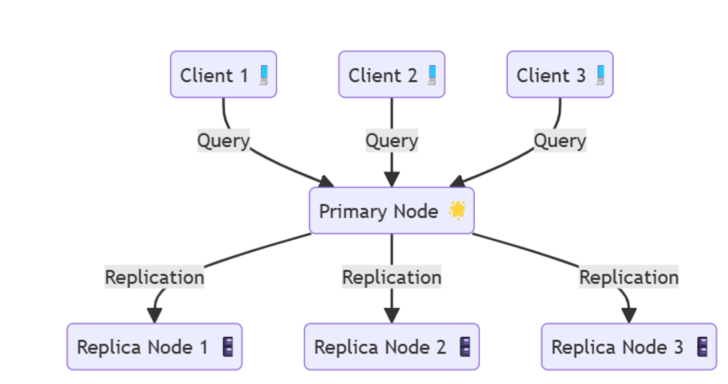 Client 1
Client 2
Client 3
Query
Query
Query
Primary Node
Replication
Replication
Replication
Replica Node 1
Replica Node 2
Replica Node 3